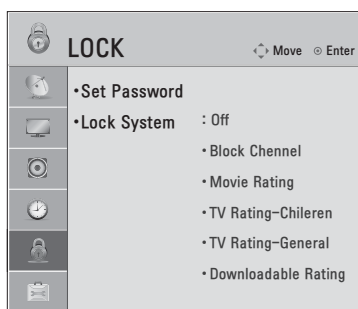 LOCK
Move Enter
•Set Password
•Lock System : Off
•Block Chennel
•Movie Rating
•TV Rating-Chileren
•TV Rating-General
•Downloadable Rating